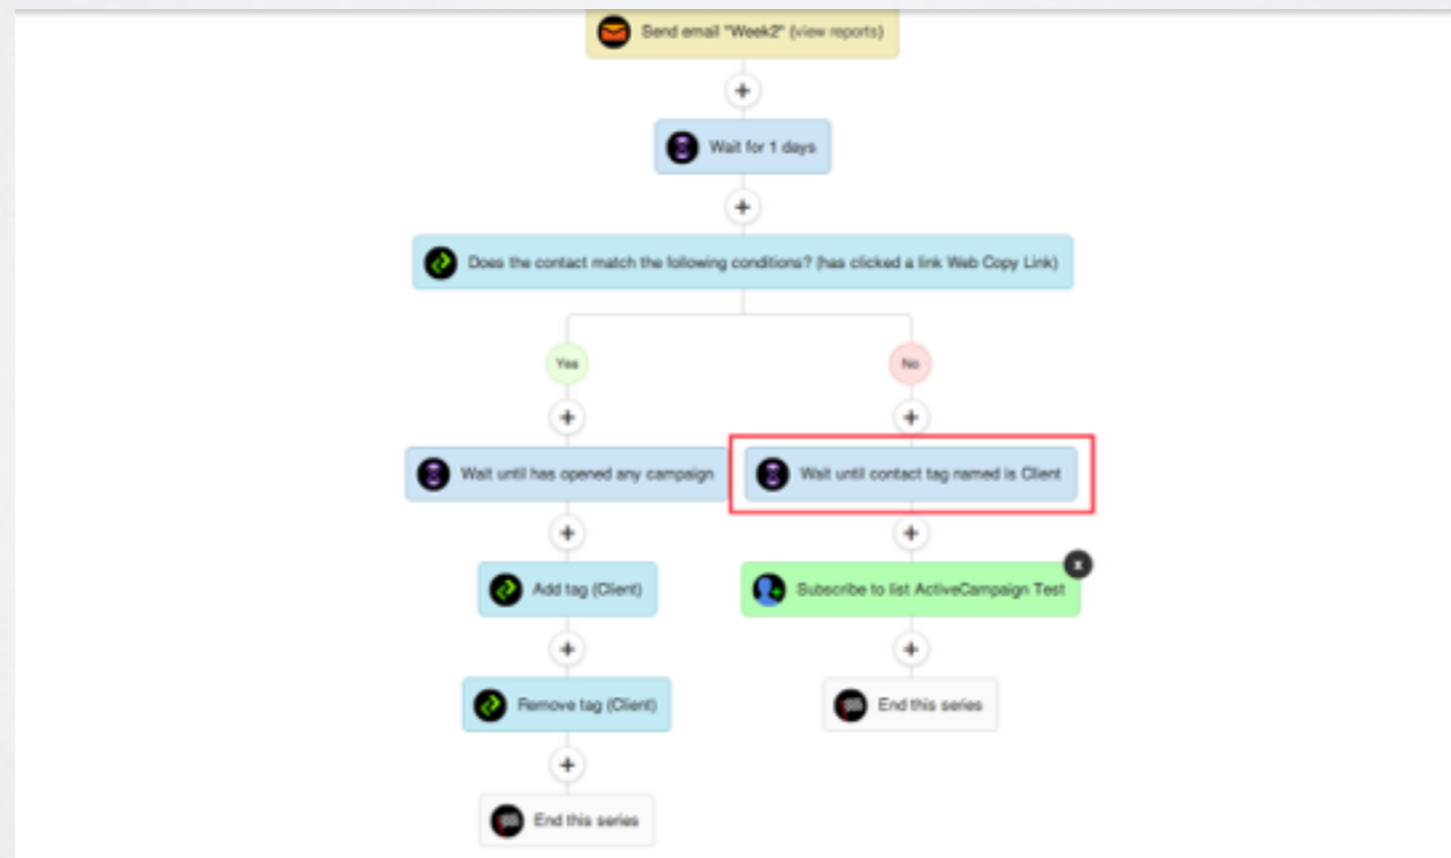 Send email "Week2" (view reports)
+
Wait for 1 days
+
Does the contact match the following conditions? (has clicked a link Web Copy Link)
Yes
No
+
+
Wait until has opened any campaign
Wait until contact tag named is Client
+
+
Add tag (Client)
Subscribe to list ActiveCampaign Test
x
+
+
Remove tag (Client)
End this series
+
End this series